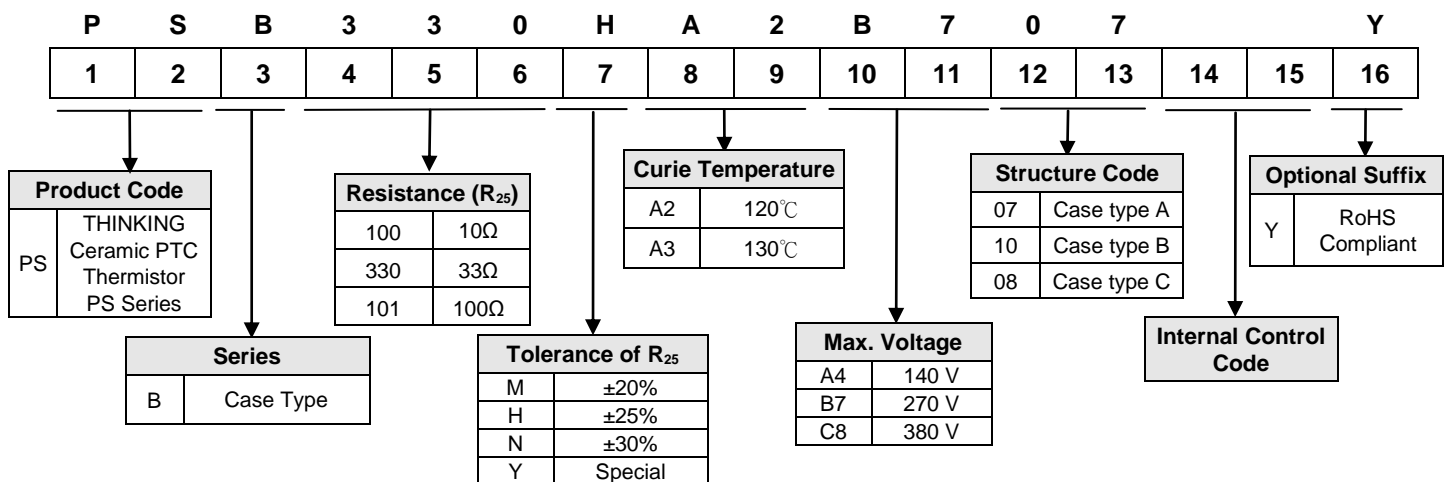 P S B 3 3 0 H A 2 B 7 0 7 Y
1 2 3 4 5 6 7 8 9 10 11 12 13 14 15 16
Product Code
PS THINKING
Ceramic PTC
Thermistor
PS Series
Series
B Case Type
Resistance (R₂₅)
100 10Ω
330 33Ω
101 100Ω
Tolerance of R₂₅
M ±20%
H ±25%
N ±30%
Y Special
Curie Temperature
A2 120℃
A3 130℃
Max. Voltage
A4 140 V
B7 270 V
C8 380 V
Structure Code
07 Case type A
10 Case type B
08 Case type C
Internal Control
Code
Optional Suffix
Y RoHS
Compliant